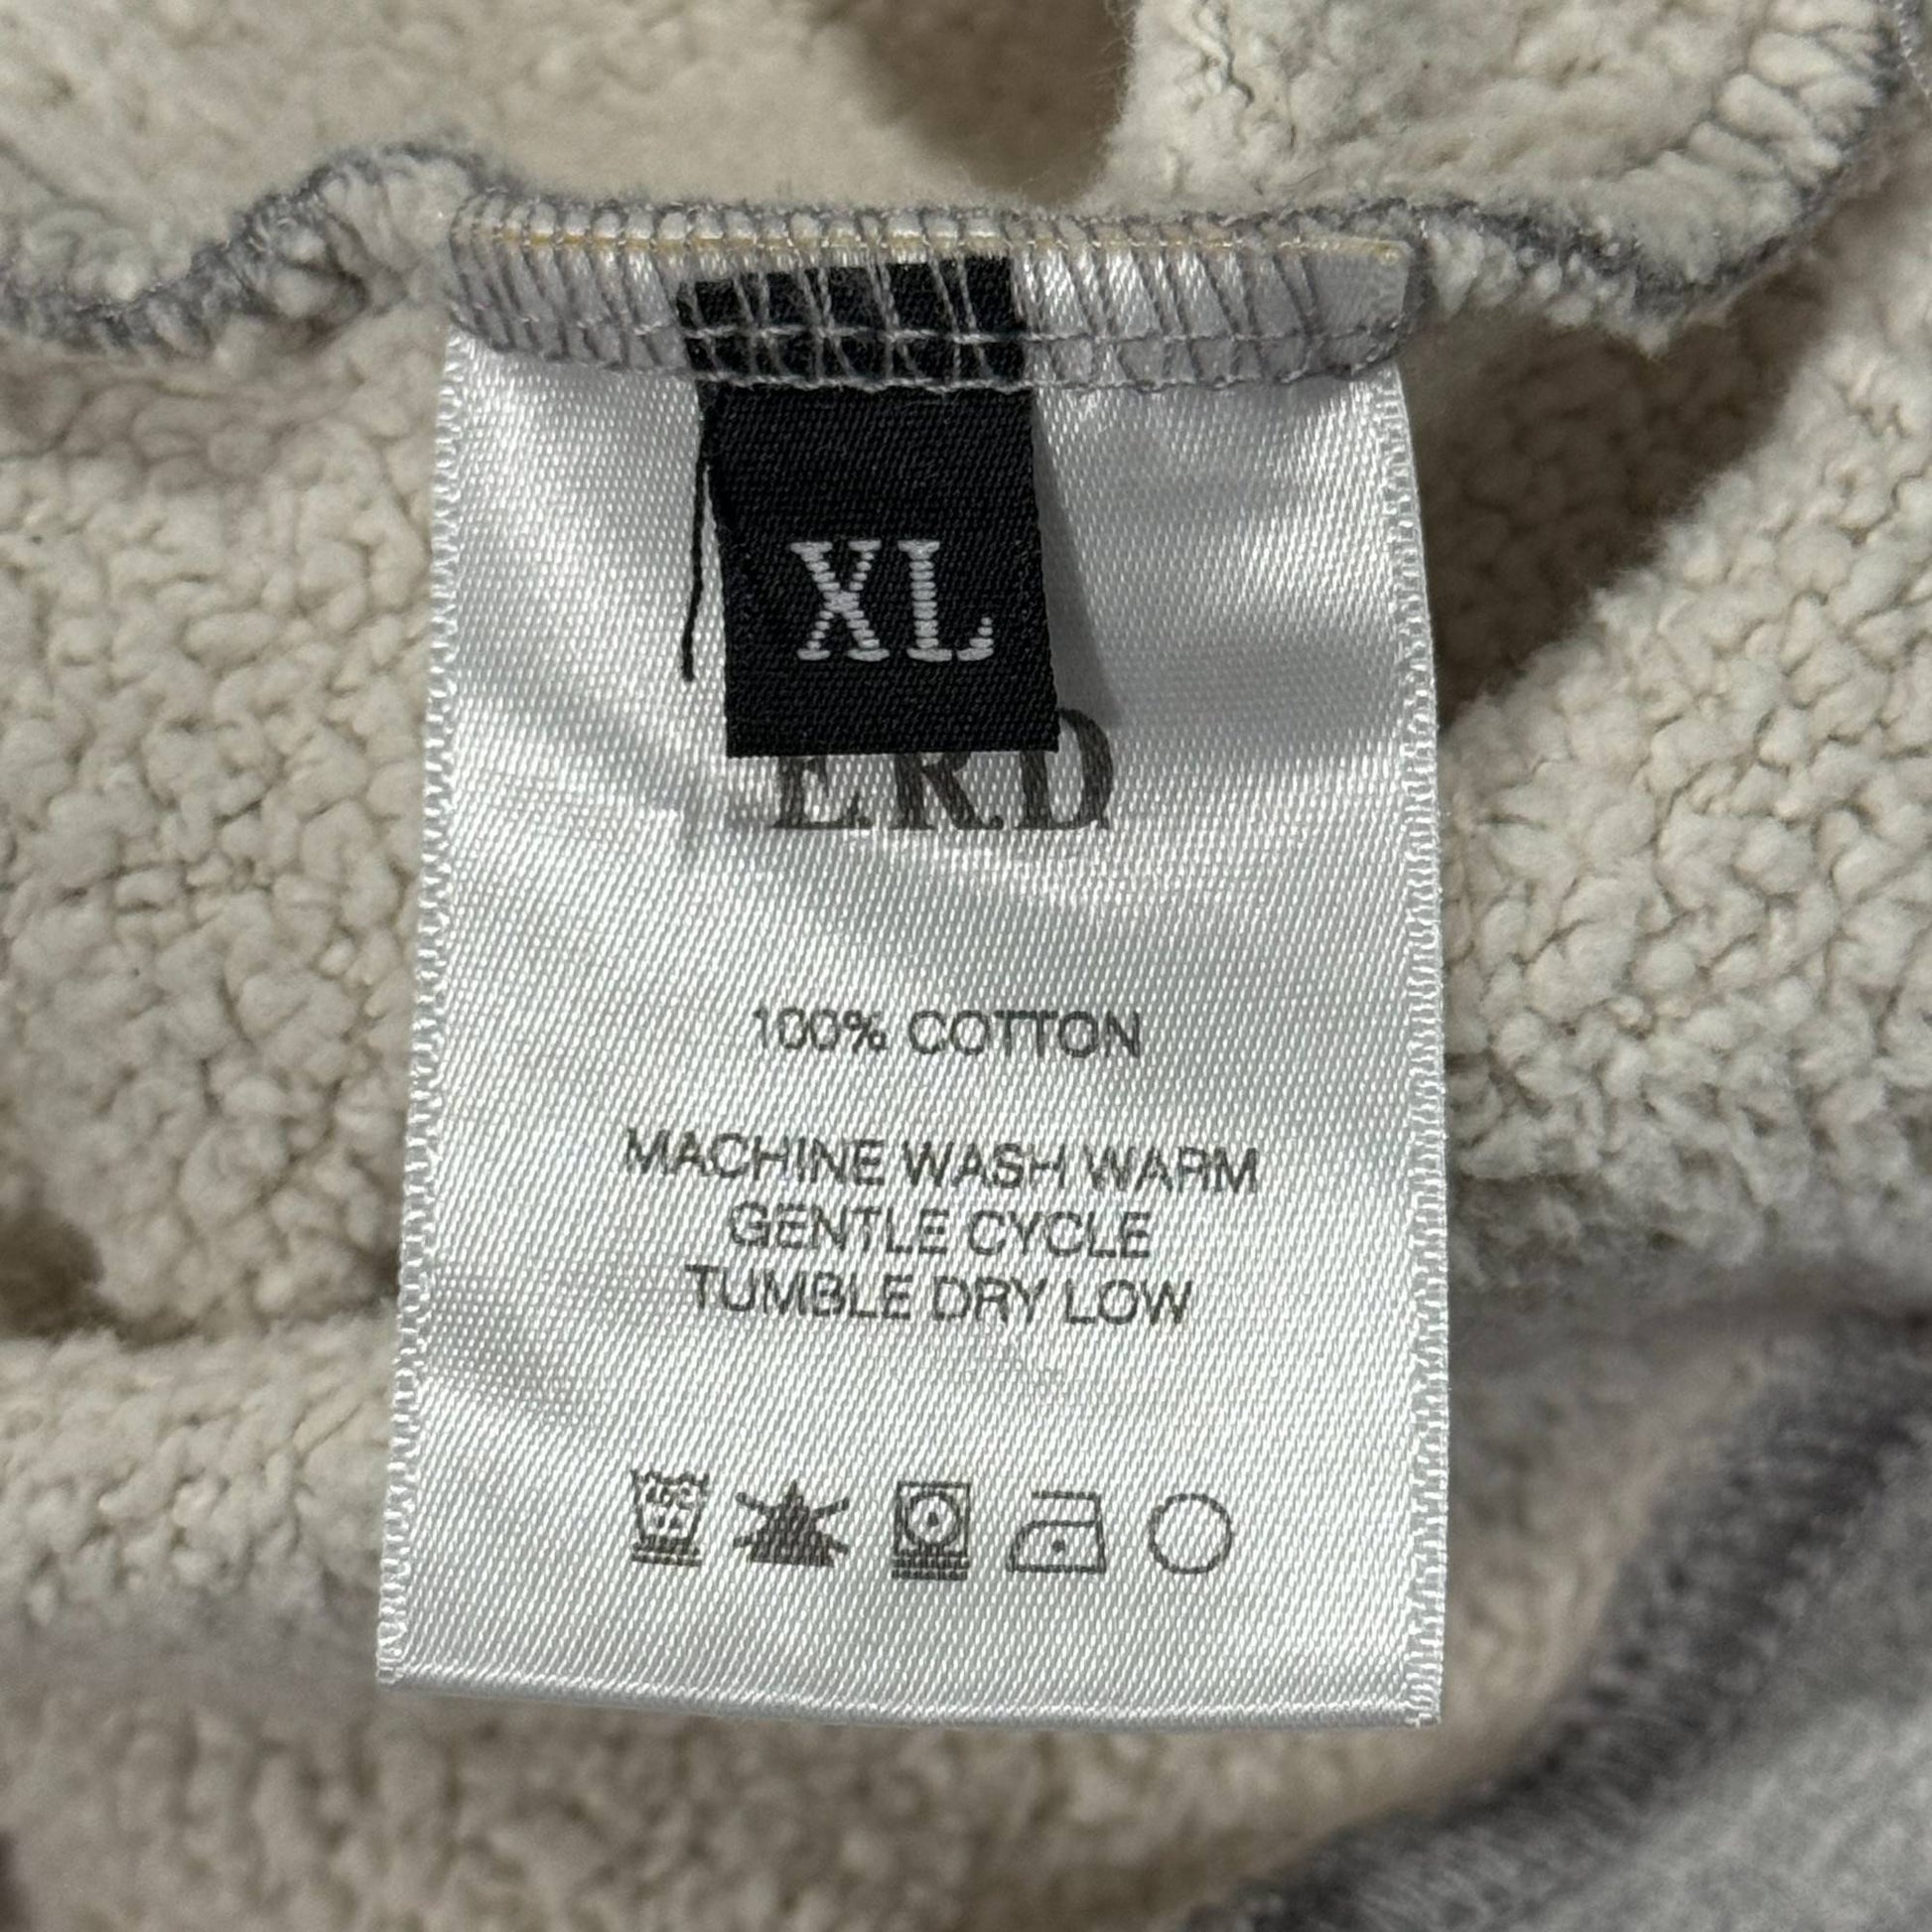 XL
ERD
100% COTTON
MACHINE WASH WARM
GENTLE CYCLE
TUMBLE DRY LOW